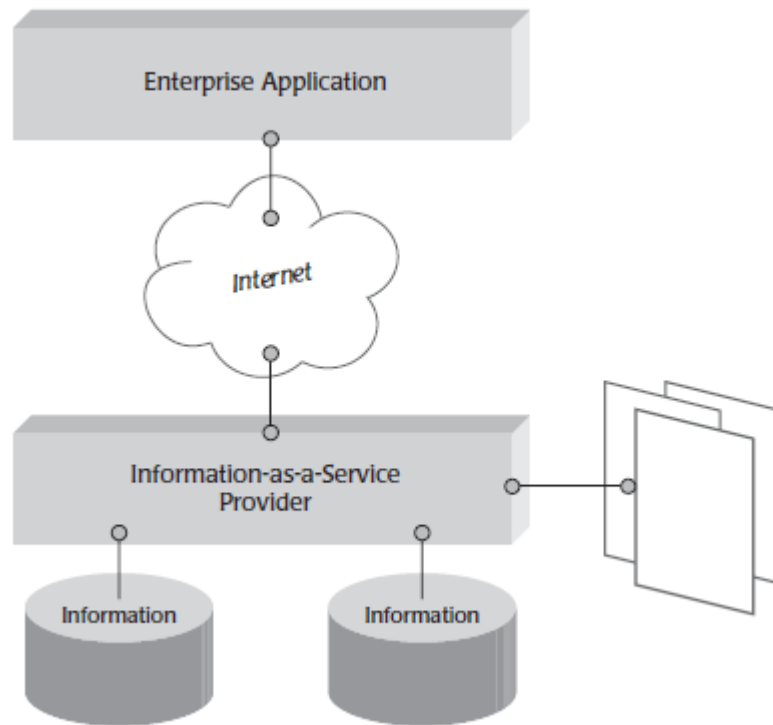 Enterprise Application
Internet
Information-as-a-Service
Provider
Information
Information